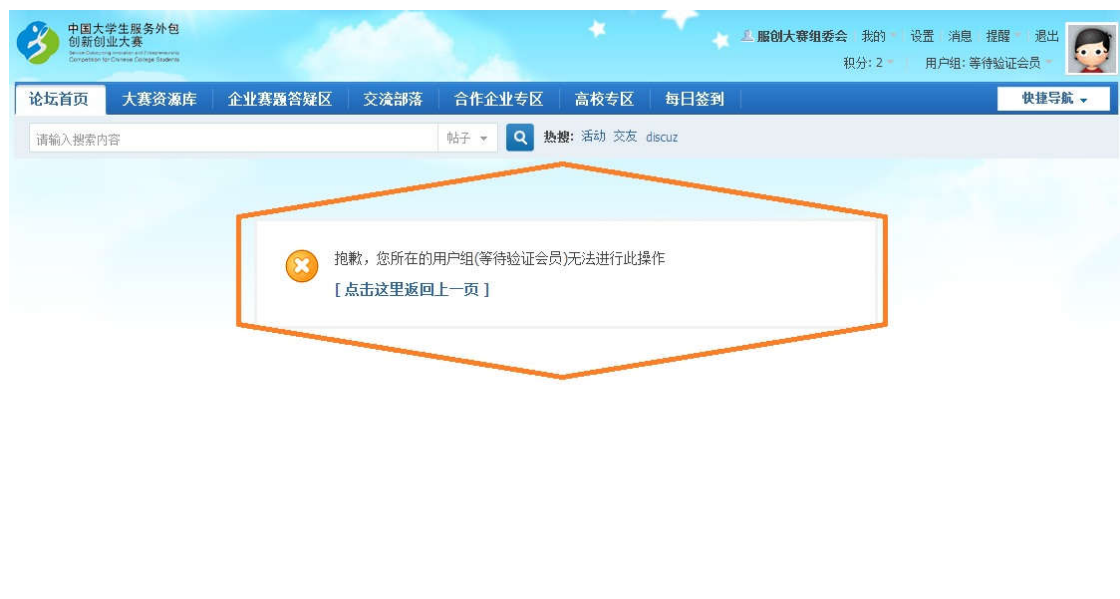 中国大学生服务外包
创新创业大赛
服创大赛组委会 我的 设置 消息 提醒 退出
积分: 2 用户组: 等待验证会员
论坛首页 大赛资源库 企业赛题答疑区 交流部落 合作企业专区 高校专区 每日签到 快捷导航
请输入搜索内容 帖子 热搜: 活动 交友 discuz
抱歉，您所在的用户组(等待验证会员)无法进行此操作
[ 点击这里返回上一页 ]